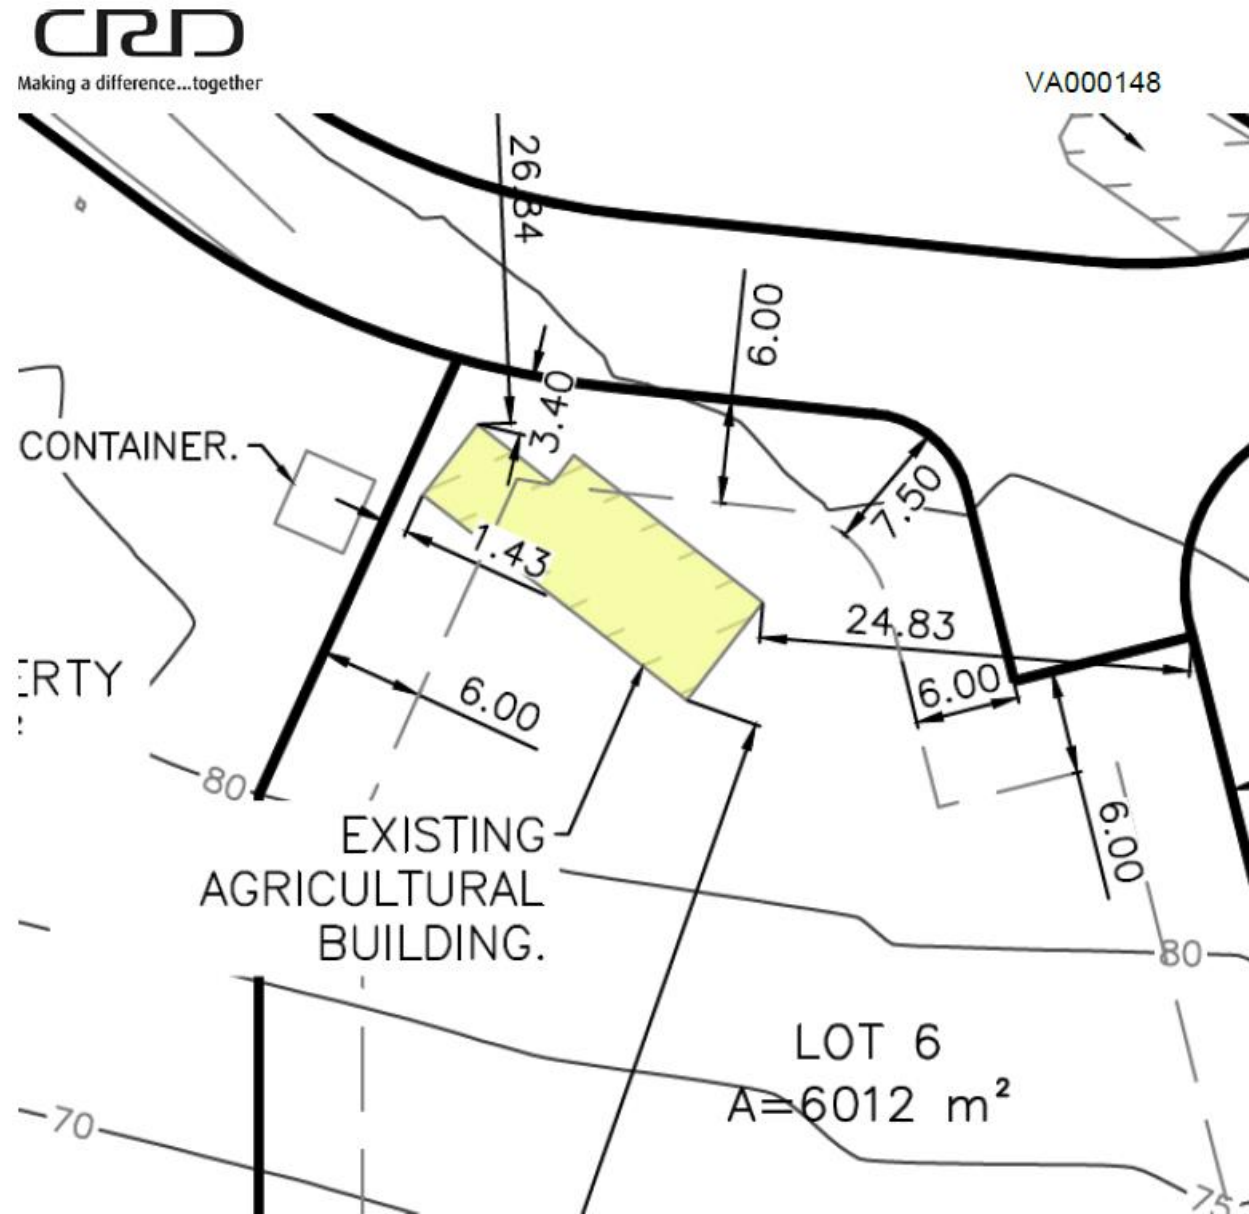 CRD
Making a difference...together
VA000148
26.84
6.00
3.40
CONTAINER.
7.50
1.43
24.83
ERTY
6.00
6.00
80
6.00
EXISTING
AGRICULTURAL
BUILDING.
80
LOT 6
A=6012 m²
70
75